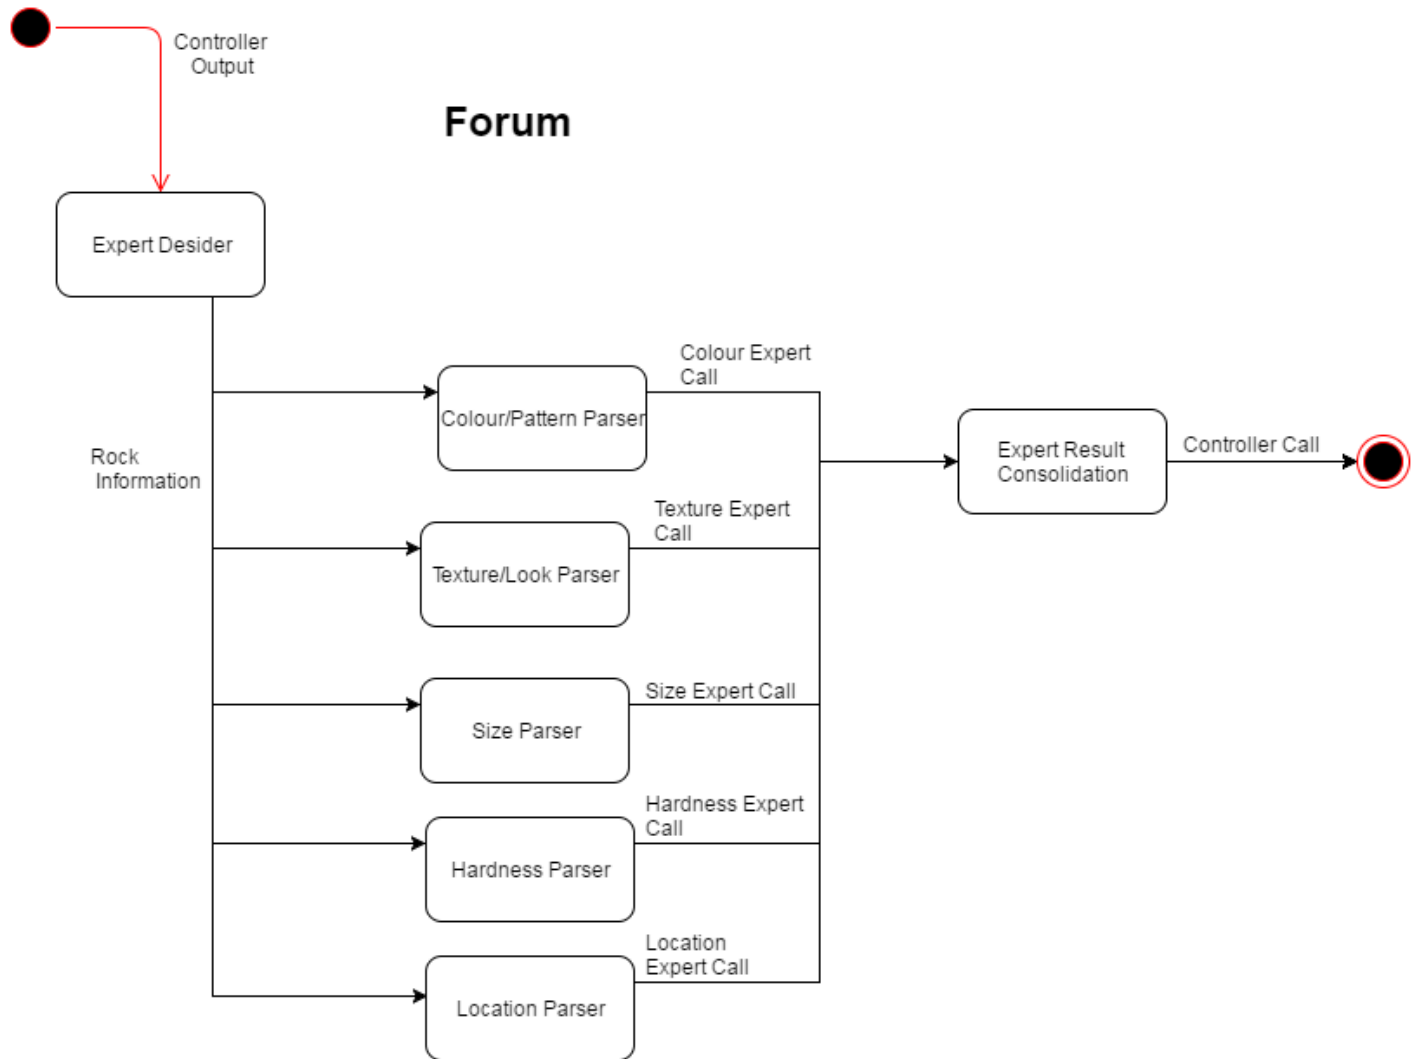 Controller
Output
Forum
Expert Desider
Colour Expert
Call
Colour/Pattern Parser
Rock
Information
Expert Result
Consolidation
Controller Call
Texture Expert
Call
Texture/Look Parser
Size Expert Call
Size Parser
Hardness Expert
Call
Hardness Parser
Location
Expert Call
Location Parser